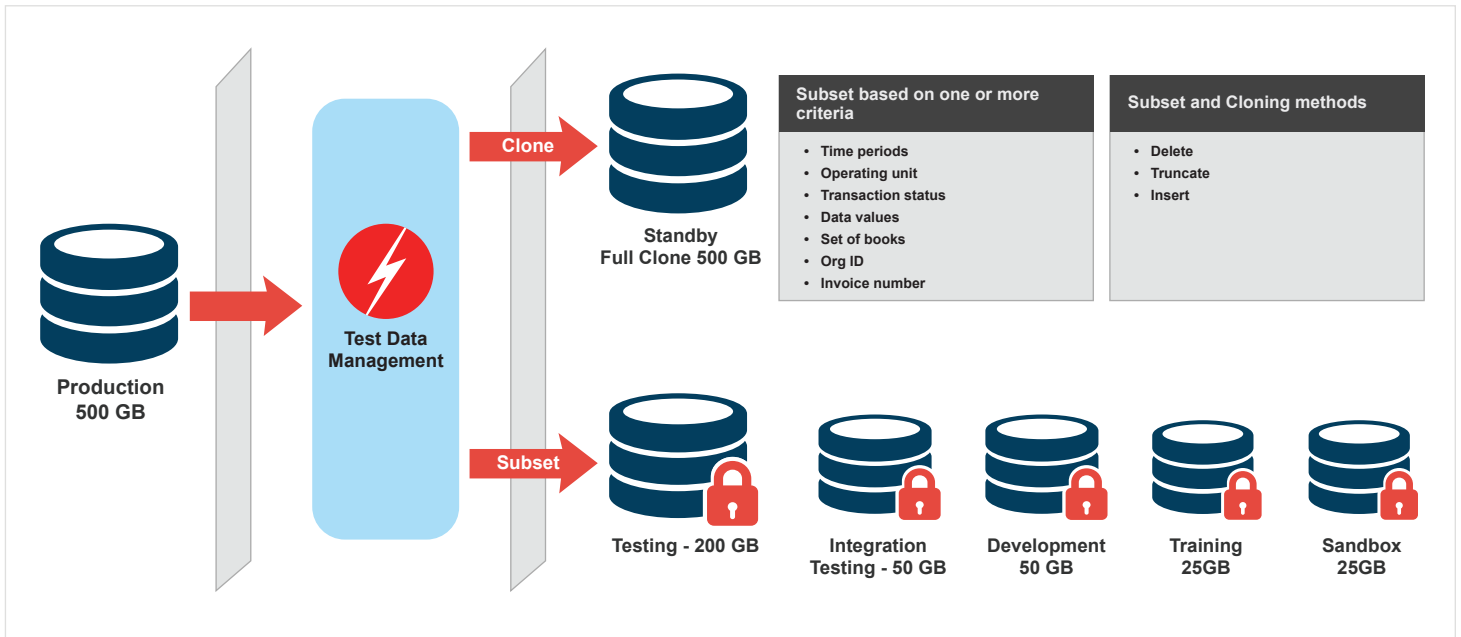 Production
500 GB
Test Data
Management
Clone
Standby
Full Clone 500 GB
Subset based on one or more
criteria
• Time periods
• Operating unit
• Transaction status
• Data values
• Set of books
• Org ID
• Invoice number
Subset and Cloning methods
• Delete
• Truncate
• Insert
Subset
Testing - 200 GB
Integration
Testing - 50 GB
Development
50 GB
Training
25GB
Sandbox
25GB